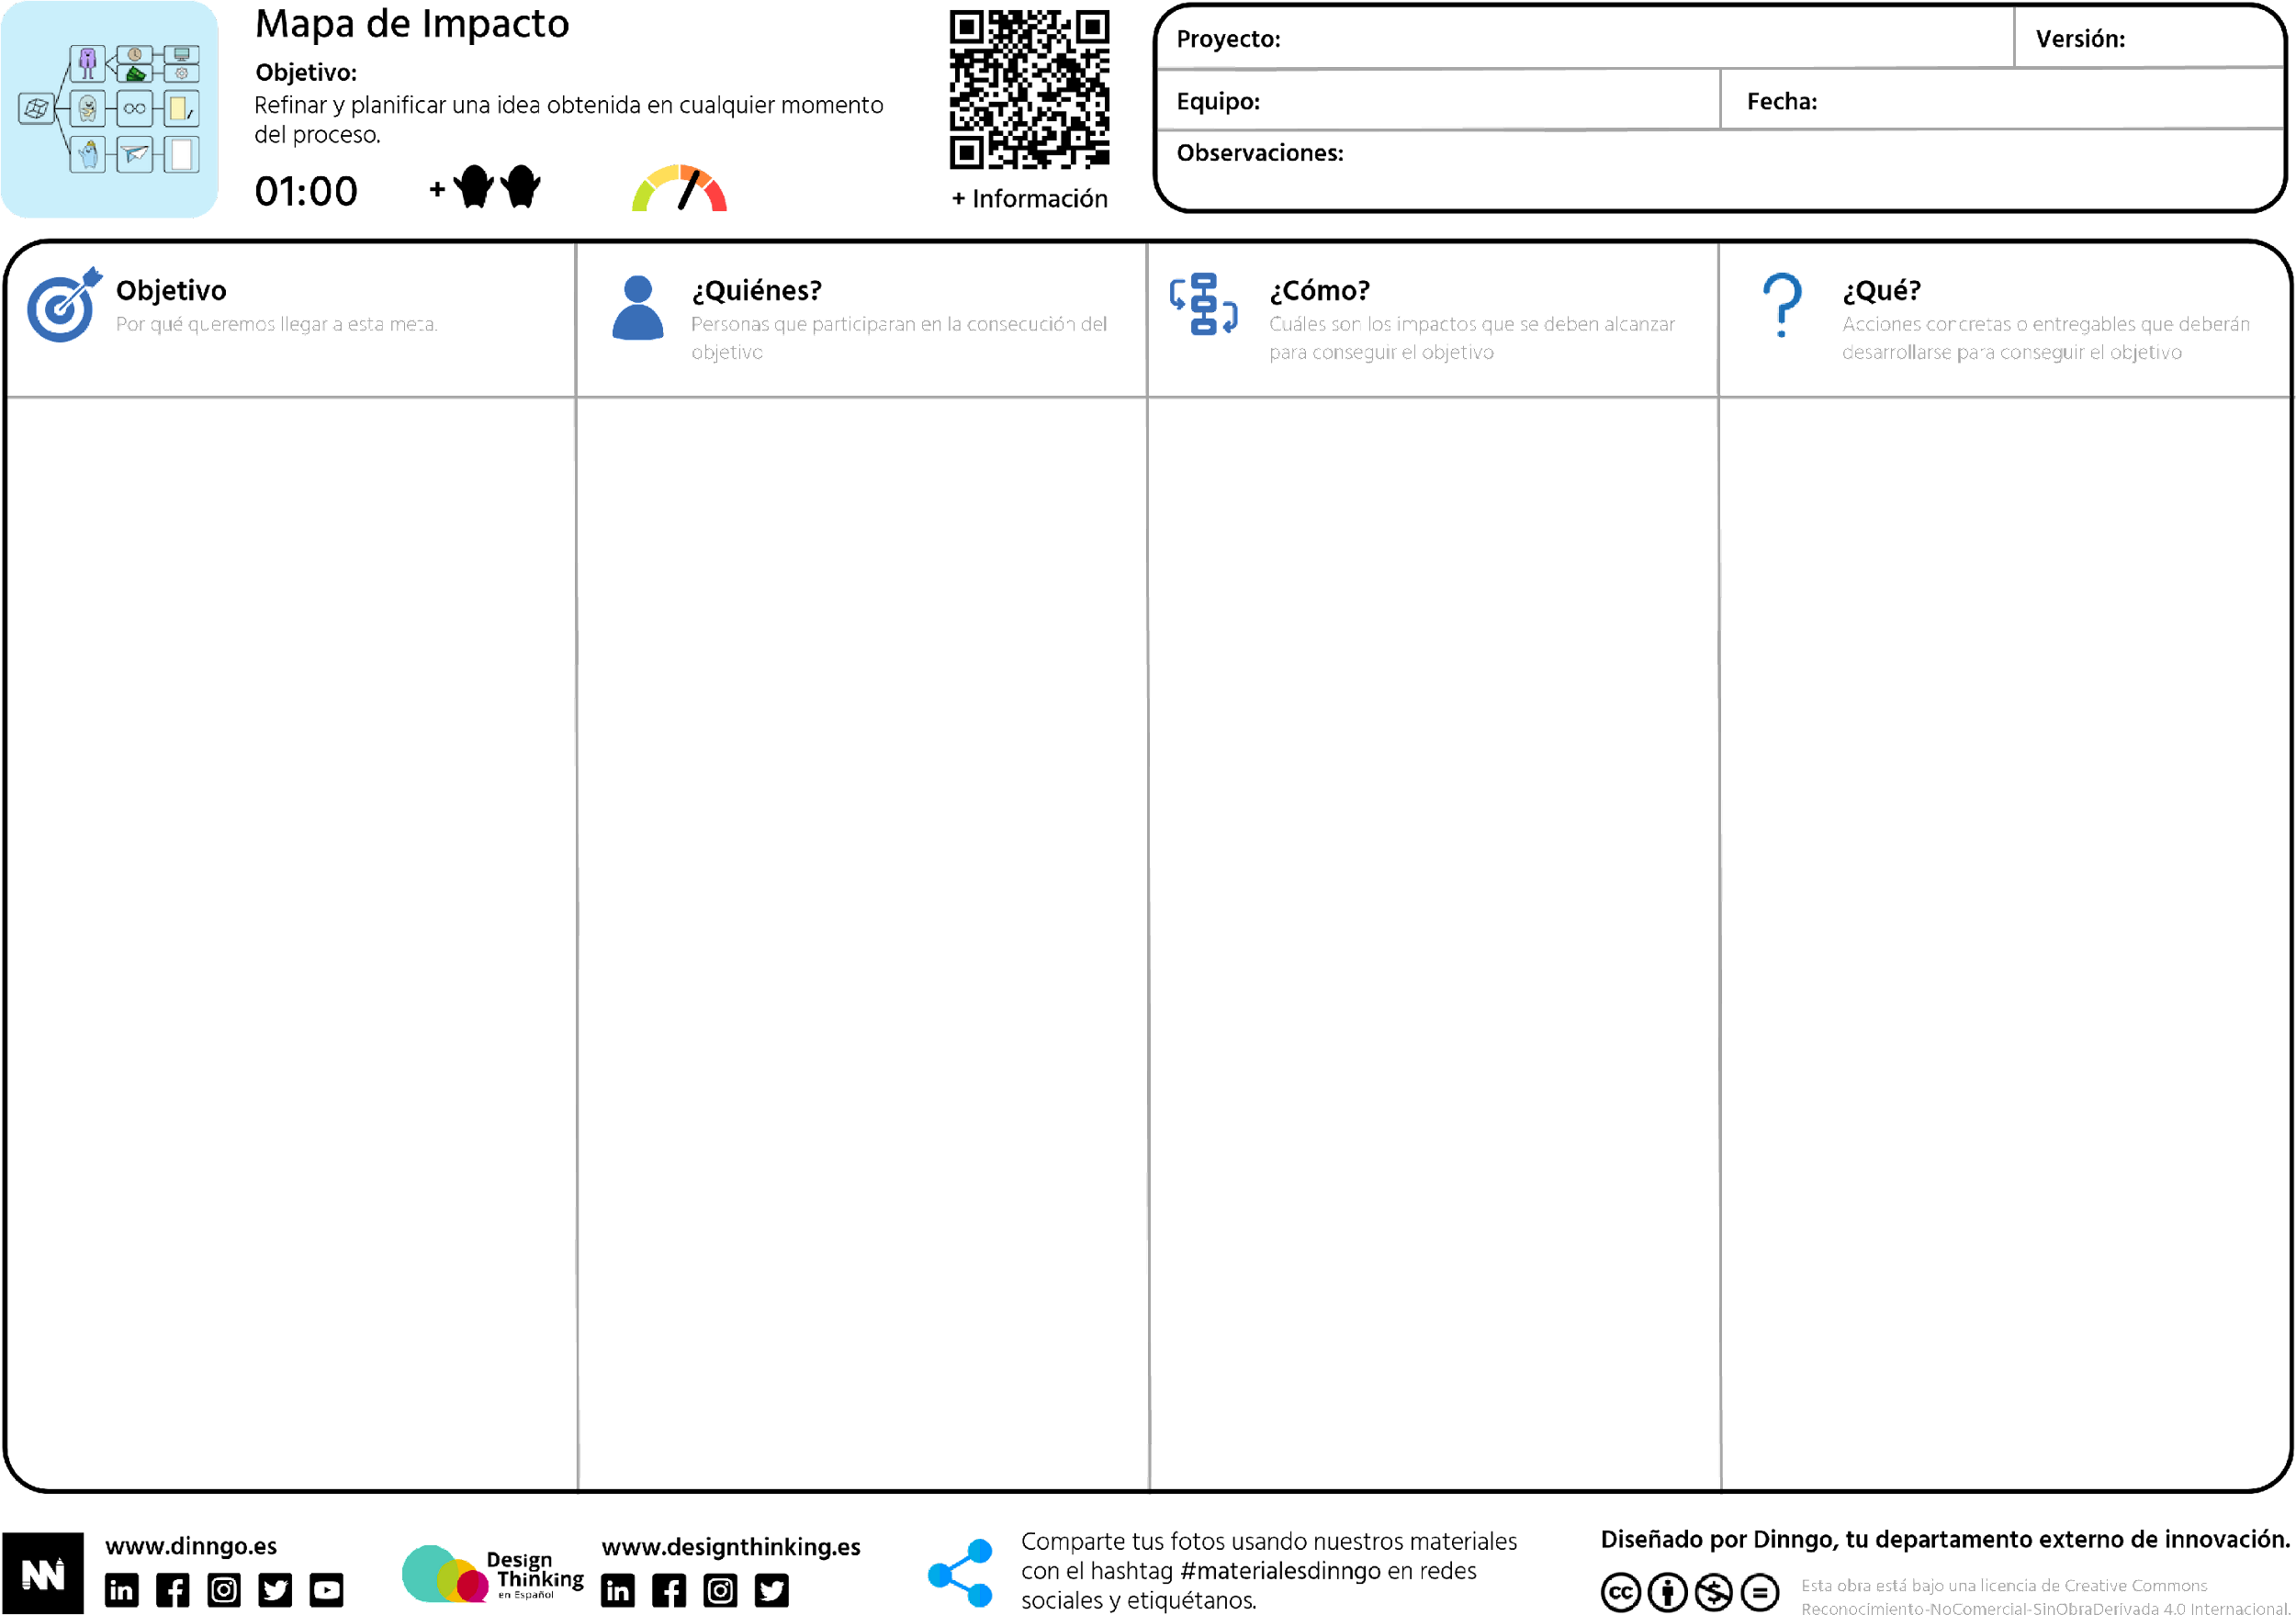 Mapa de Impacto
Objetivo:
Refinar y planificar una idea obtenida en cualquier momento
del proceso.
01:00
+
+ Información
Proyecto:
Versión:
Equipo:
Fecha:
Observaciones:
Objetivo
Por qué queremos llegar a esta meta.
¿Quiénes?
Personas que participaran en la consecución del
objetivo
¿Cómo?
Cuáles son los impactos que se deben alcanzar
para conseguir el objetivo
¿Qué?
Acciones concretas o entregables que deberán
desarrollarse para conseguir el objetivo
www.dinngo.es
Design
Thinking
en Español
www.designthinking.es
Comparte tus fotos usando nuestros materiales
con el hashtag #materialesdinngo en redes
sociales y etiquétanos.
Diseñado por Dinngo, tu departamento externo de innovación.
Esta obra está bajo una licencia de Creative Commons
Reconocimiento-NoComercial-SinObraDerivada 4.0 Internacional.